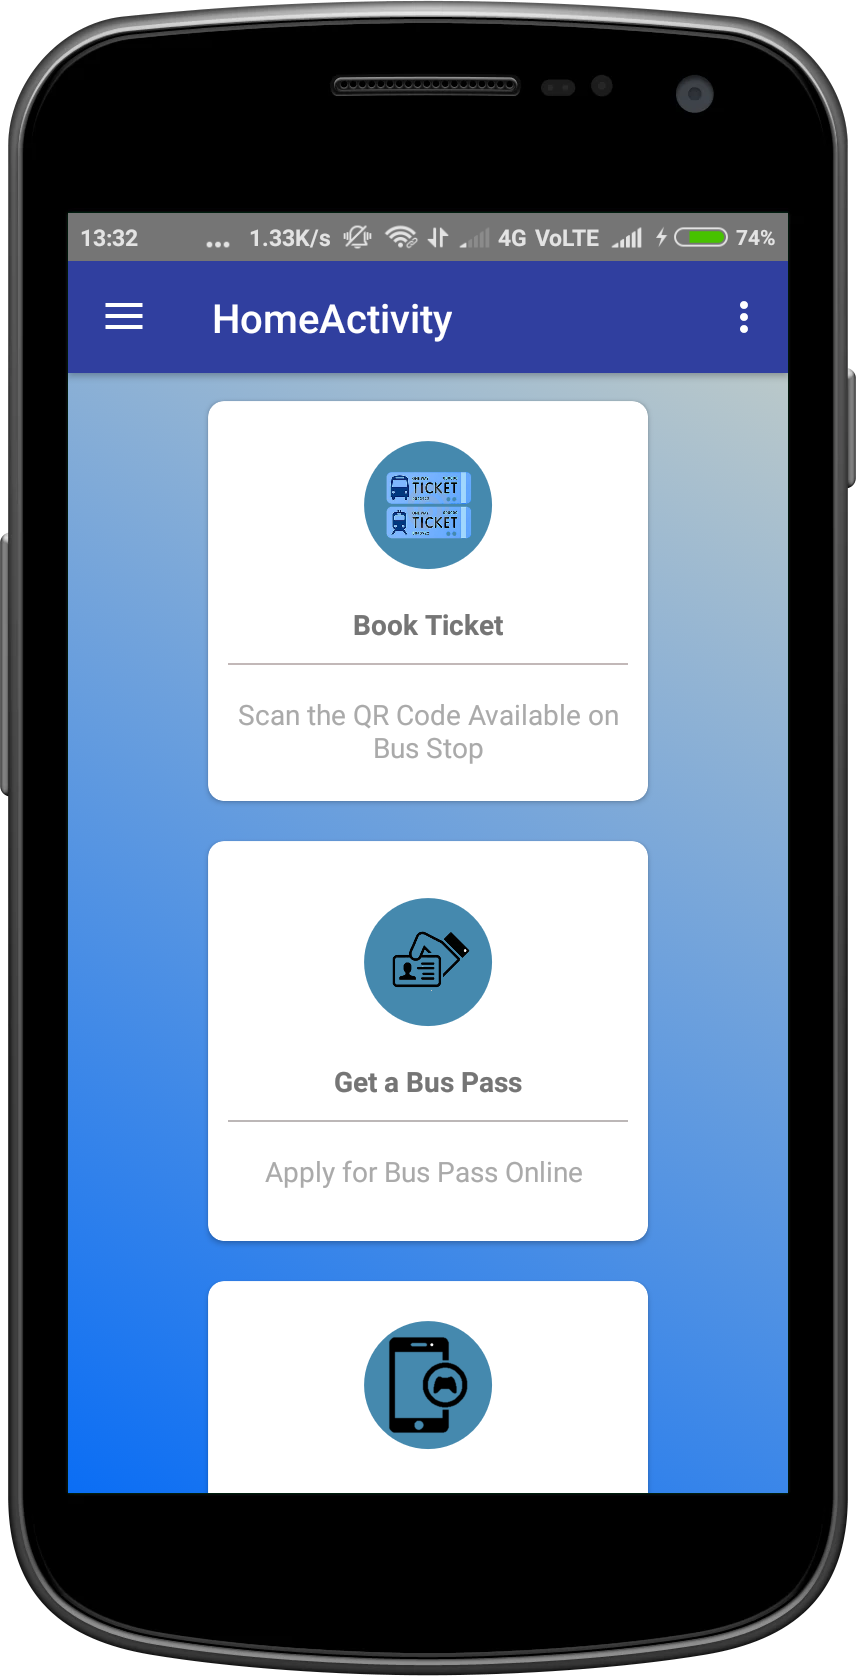 13:32 ... 1.33K/s 4G VoLTE 74%
HomeActivity
TICKET
TICKET
Book Ticket
Scan the QR Code Available on
Bus Stop
Get a Bus Pass
Apply for Bus Pass Online